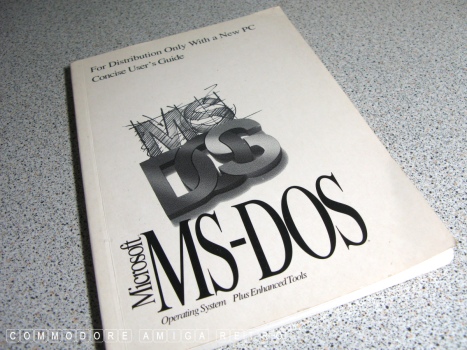 For Distribution Only With a New PC
Concise User's Guide
MS
DOS
Microsoft
MS-DOS
Operating System Plus Enhanced Tools
COMMODORE AMIGA